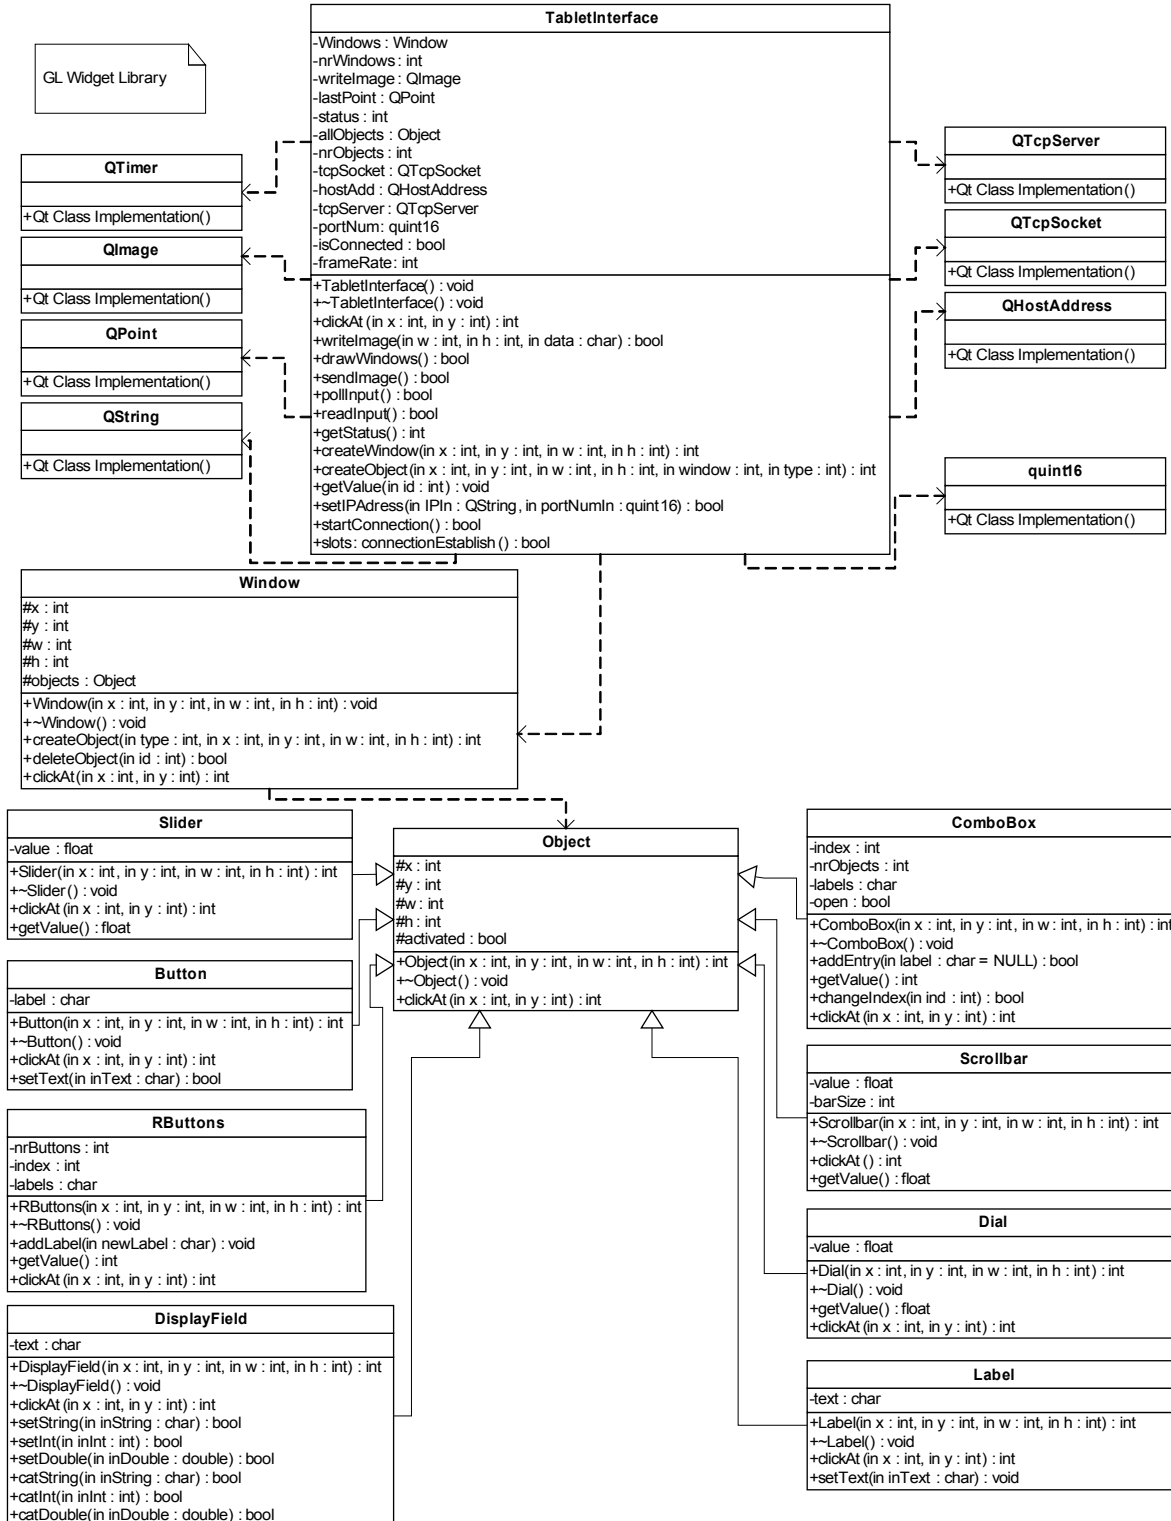 TabletInterface
-Windows : Window
-nrWindows : int
-writeImage : QImage
-lastPoint : QPoint
-status : int
-allObjects : Object
-nrObjects : int
-tcpSocket : QTcpSocket
-hostAdd : QHostAddress
-tcpServer : QTcpServer
-portNum: quint16
-isConnected : bool
-frameRate: int
+TabletInterface() : void
+~TabletInterface() : void
+clickAt(in x : int, in y : int) : int
+writeImage(in w : int, in h : int, in data : char) : bool
+drawWindows() : bool
+sendImage() : bool
+pollInput() : bool
+readInput() : bool
+getStatus() : int
+createWindow(in x : int, in y : int, in w : int, in h : int) : int
+createObject(in x : int, in y : int, in w : int, in h : int, in window : int, in type : int) : int
+getValue(in id : int) : void
+setIPAdress(in IPIn : QString, in portNumIn : quint16) : bool
+startConnection() : bool
+slots: connectionEstablish() : bool
GL Widget Library
QTimer
+Qt Class Implementation()
QImage
+Qt Class Implementation()
QPoint
+Qt Class Implementation()
QString
+Qt Class Implementation()
QTcpServer
+Qt Class Implementation()
QTcpSocket
+Qt Class Implementation()
QHostAddress
+Qt Class Implementation()
quint16
+Qt Class Implementation()
Window
#x : int
#y : int
#w : int
#h : int
#objects : Object
+Window(in x : int, in y : int, in w : int, in h : int) : void
+~Window() : void
+createObject(in type : int, in x : int, in y : int, in w : int, in h : int) : int
+deleteObject(in id : int) : bool
+clickAt(in x : int, in y : int) : int
Slider
-value : float
+Slider(in x : int, in y : int, in w : int, in h : int) : int
+~Slider() : void
+clickAt(in x : int, in y : int) : int
+getValue() : float
Button
-label : char
+Button(in x : int, in y : int, in w : int, in h : int) : int
+~Button() : void
+clickAt(in x : int, in y : int) : int
+setText(in inText : char) : bool
RButtons
-nrButtons : int
-index : int
-labels : char
+RButtons(in x : int, in y : int, in w : int, in h : int) : int
+~RButtons() : void
+addLabel(in newLabel : char) : void
+getValue() : int
+clickAt(in x : int, in y : int) : int
DisplayField
-text : char
+DisplayField(in x : int, in y : int, in w : int, in h : int) : int
+~DisplayField() : void
+clickAt(in x : int, in y : int) : int
+setString(in inString : char) : bool
+setInt(in inInt : int) : bool
+setDouble(in inDouble : double) : bool
+catString(in inString : char) : bool
+catInt(in inInt : int) : bool
+catDouble(in inDouble : double) : bool
Object
#x : int
#y : int
#w : int
#h : int
#activated : bool
+Object(in x : int, in y : int, in w : int, in h : int) : int
+~Object() : void
+clickAt(in x : int, in y : int) : int
ComboBox
-index : int
-nrObjects : int
-labels : char
-open : bool
+ComboBox(in x : int, in y : int, in w : int, in h : int) : int
+~ComboBox() : void
+addEntry(in label : char = NULL) : bool
+getValue() : int
+changeIndex(in ind : int) : bool
+clickAt(in x : int, in y : int) : int
Scrollbar
-value : float
-barSize : int
+Scrollbar(in x : int, in y : int, in w : int, in h : int) : int
+~Scrollbar() : void
+clickAt() : int
+getValue() : float
Dial
-value : float
+Dial(in x : int, in y : int, in w : int, in h : int) : int
+~Dial() : void
+getValue() : float
+clickAt(in x : int, in y : int) : int
Label
-text : char
+Label(in x : int, in y : int, in w : int, in h : int) : int
+~Label() : void
+clickAt(in x : int, in y : int) : int
+setText(in inText : char) : void